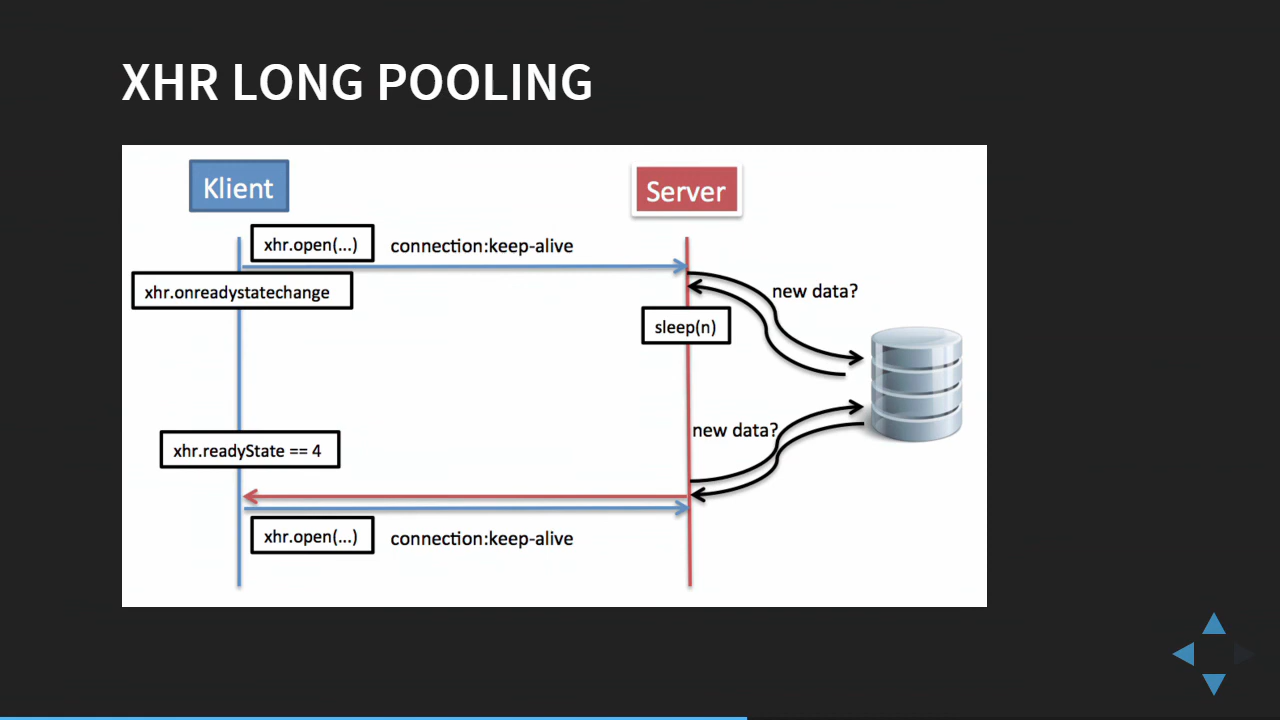 XHR LONG POOLING
Klient
Server
xhr.open(...)
connection:keep-alive
xhr.onreadystatechange
new data?
sleep(n)
new data?
xhr.readyState == 4
xhr.open(...)
connection:keep-alive